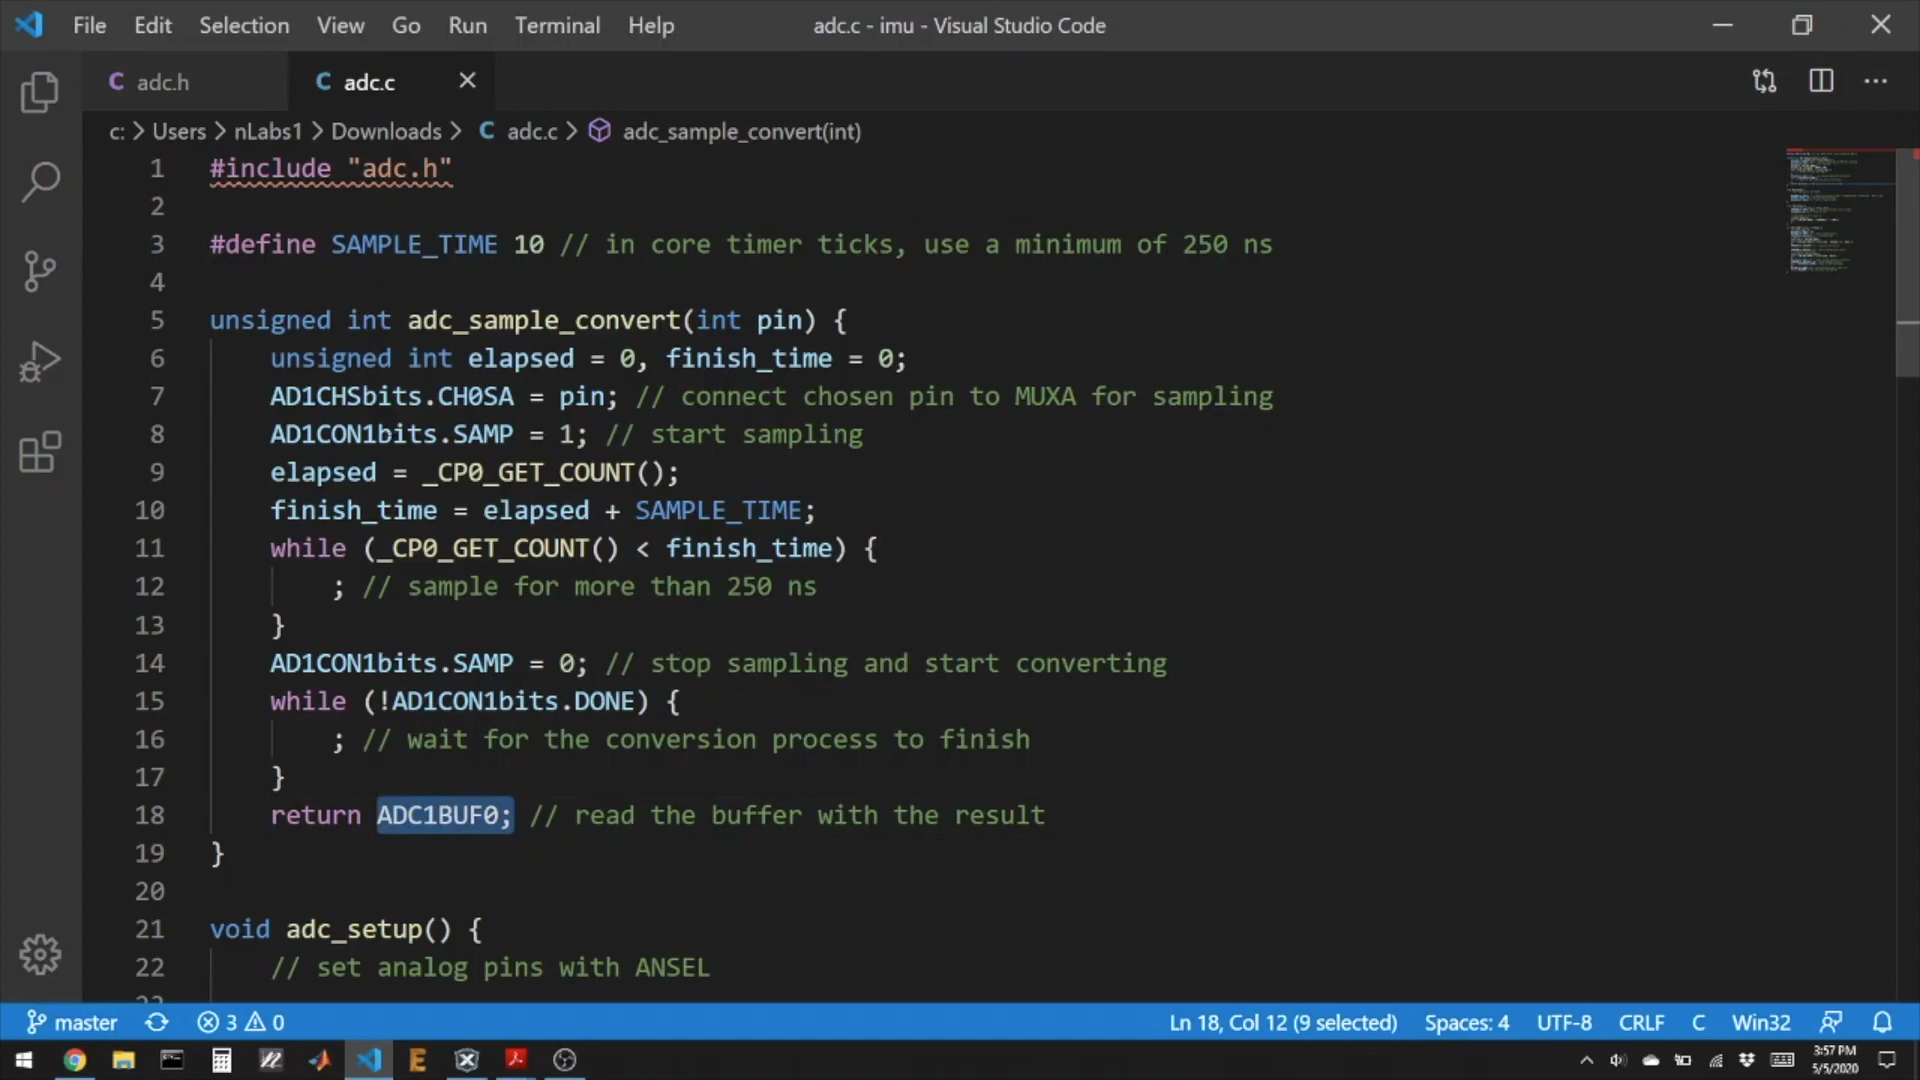 File Edit Selection View Go Run Terminal Help adc.c - imu - Visual Studio Code
C adc.h C adc.c
c: > Users > nLabs1 > Downloads > C adc.c > adc_sample_convert(int)
1 #include "adc.h"
2
3 #define SAMPLE_TIME 10 // in core timer ticks, use a minimum of 250 ns
4
5 unsigned int adc_sample_convert(int pin) {
6 unsigned int elapsed = 0, finish_time = 0;
7 AD1CHSbits.CH0SA = pin; // connect chosen pin to MUXA for sampling
8 AD1CON1bits.SAMP = 1; // start sampling
9 elapsed = _CP0_GET_COUNT();
10 finish_time = elapsed + SAMPLE_TIME;
11 while (_CP0_GET_COUNT() < finish_time) {
12 ; // sample for more than 250 ns
13 }
14 AD1CON1bits.SAMP = 0; // stop sampling and start converting
15 while (!AD1CON1bits.DONE) {
16 ; // wait for the conversion process to finish
17 }
18 return ADC1BUF0; // read the buffer with the result
19 }
20
21 void adc_setup() {
22 // set analog pins with ANSEL
master 3 0 Ln 18, Col 12 (9 selected) Spaces: 4 UTF-8 CRLF C Win32
3:57 PM
5/5/2020